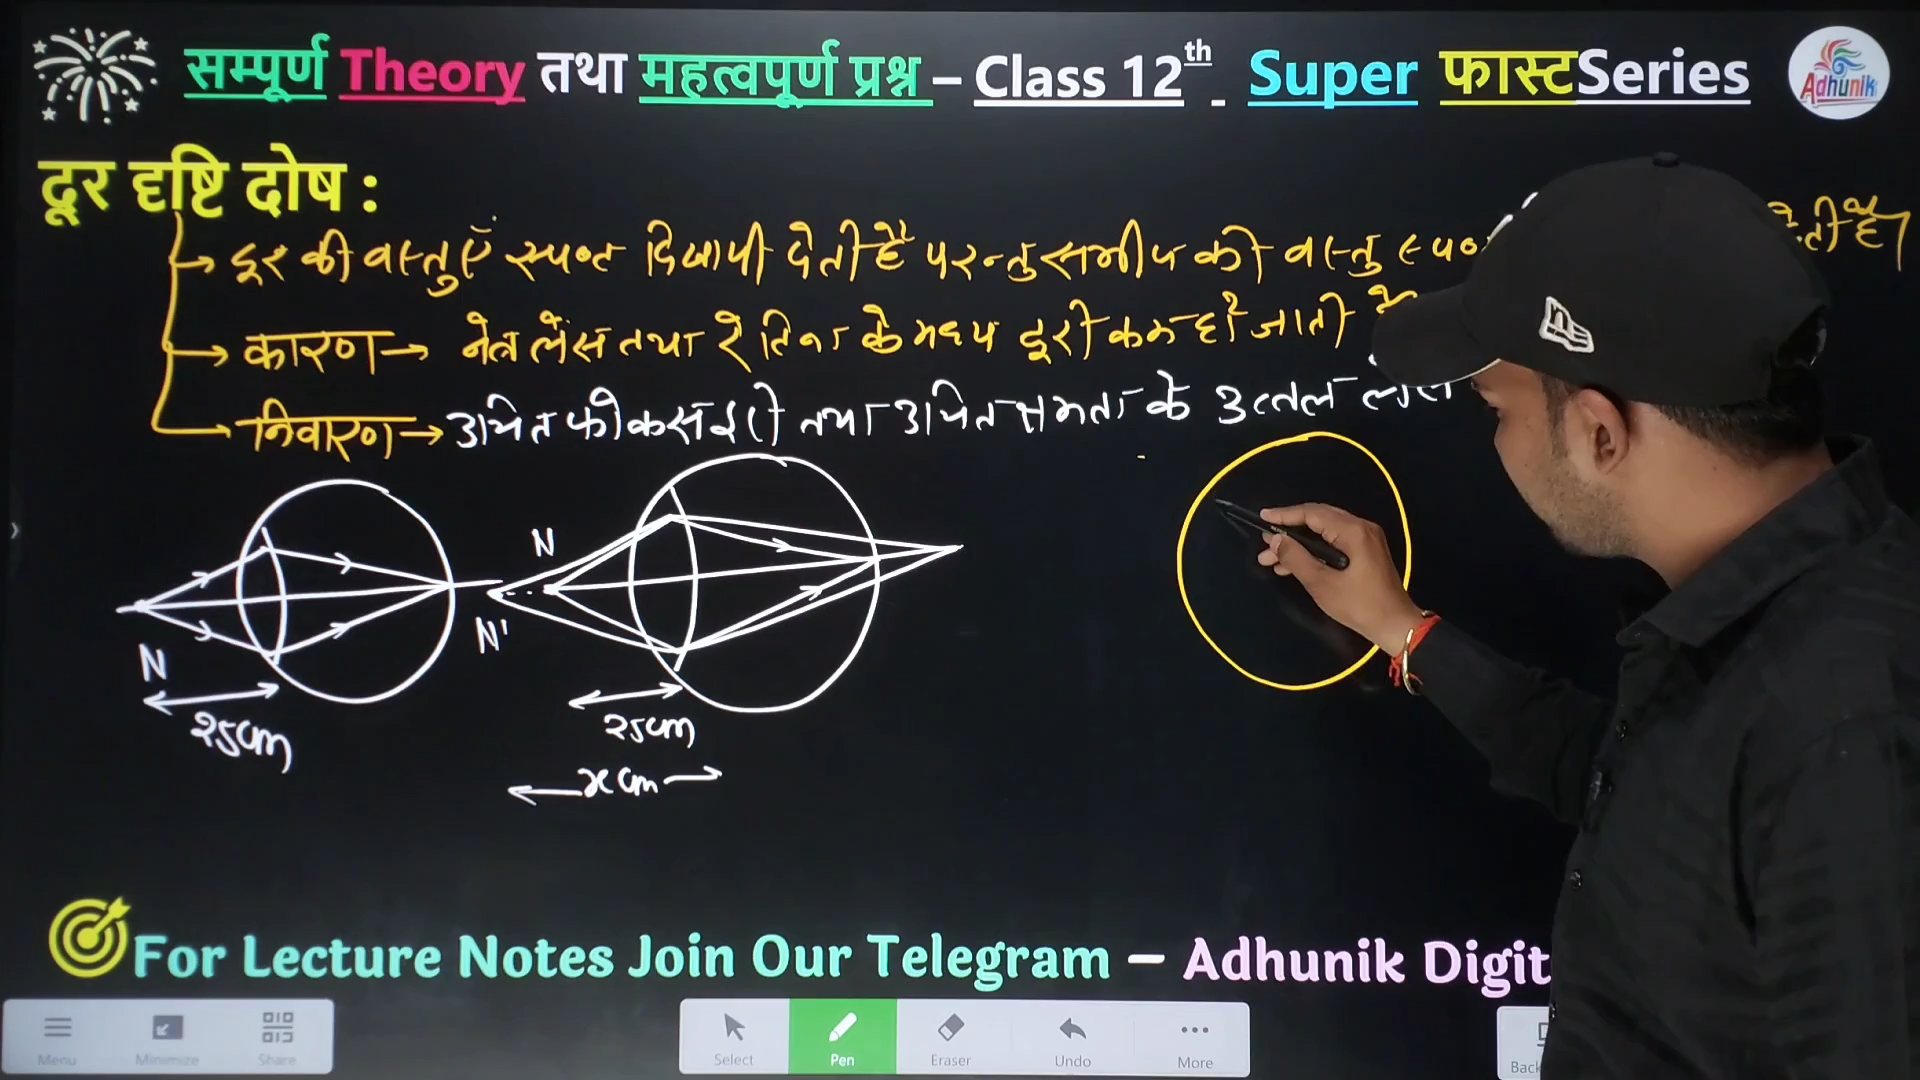 सम्पूर्ण Theory तथा महत्वपूर्ण प्रश्न – Class 12th - Super फास्टSeries
Adhunik
दूर दृष्टि दोष :
→ दूर की वस्तुएँ स्पष्ट दिखायी देती हैं परन्तु समीप की वस्तु देती है।
→ कारण → नेत्र लेंस तथा रेटिना के मध्य दूरी कम हो जाती है
→ निवारण → उचित फोकस दूरी तथा उचित क्षमता के उत्तल लेंस
N
25cm
N
N'
25cm
x cm
For Lecture Notes Join Our Telegram – Adhunik Digit
Menu Minimize Share Select Pen Eraser Undo More Back